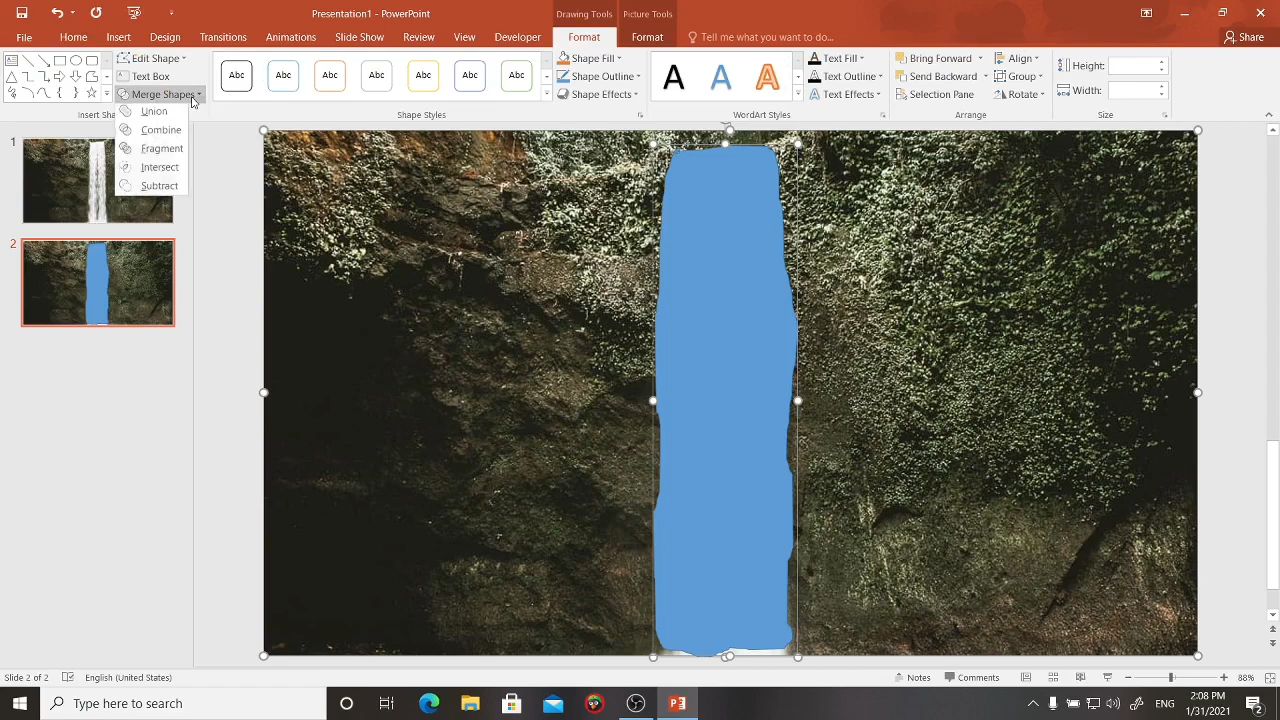 Presentation1 - PowerPoint
Drawing Tools
Picture Tools
File
Home
Insert
Design
Transitions
Animations
Slide Show
Review
View
Developer
Format
Format
Tell me what you want to do...
Share
Edit Shape
Text Box
Merge Shapes
Union
Combine
Fragment
Intersect
Subtract
Insert Sha
Abc
Abc
Abc
Abc
Abc
Abc
Abc
Shape Styles
Shape Fill
Shape Outline
Shape Effects
A
A
A
Text Fill
Text Outline
Text Effects
WordArt Styles
Bring Forward
Send Backward
Selection Pane
Align
Group
Rotate
Arrange
Height:
Width:
Size
1
2
Slide 2 of 2
English (United States)
Notes
Comments
88%
Type here to search
2:08 PM
1/31/2021
2